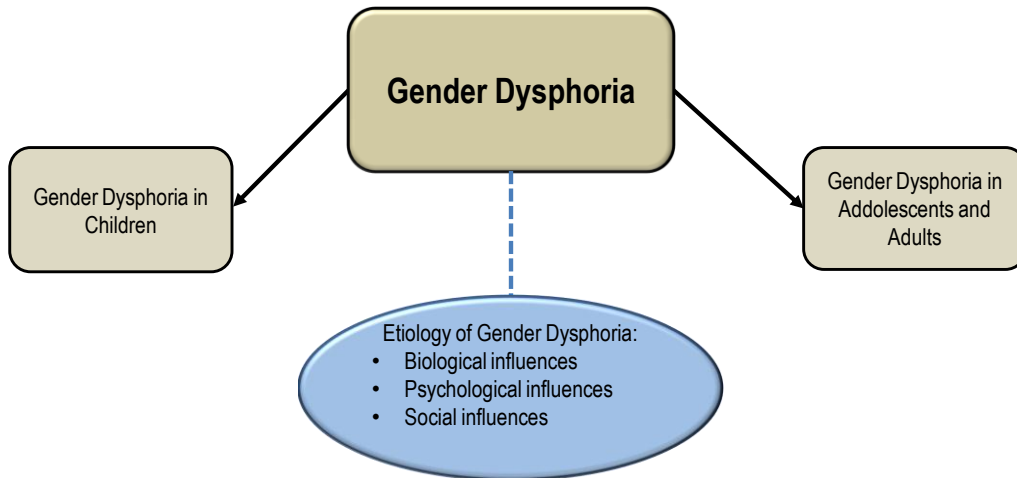 Gender Dysphoria
Gender Dysphoria in
Children
Gender Dysphoria in
Addolescents and
Adults
Etiology of Gender Dysphoria:
• Biological influences
• Psychological influences
• Social influences